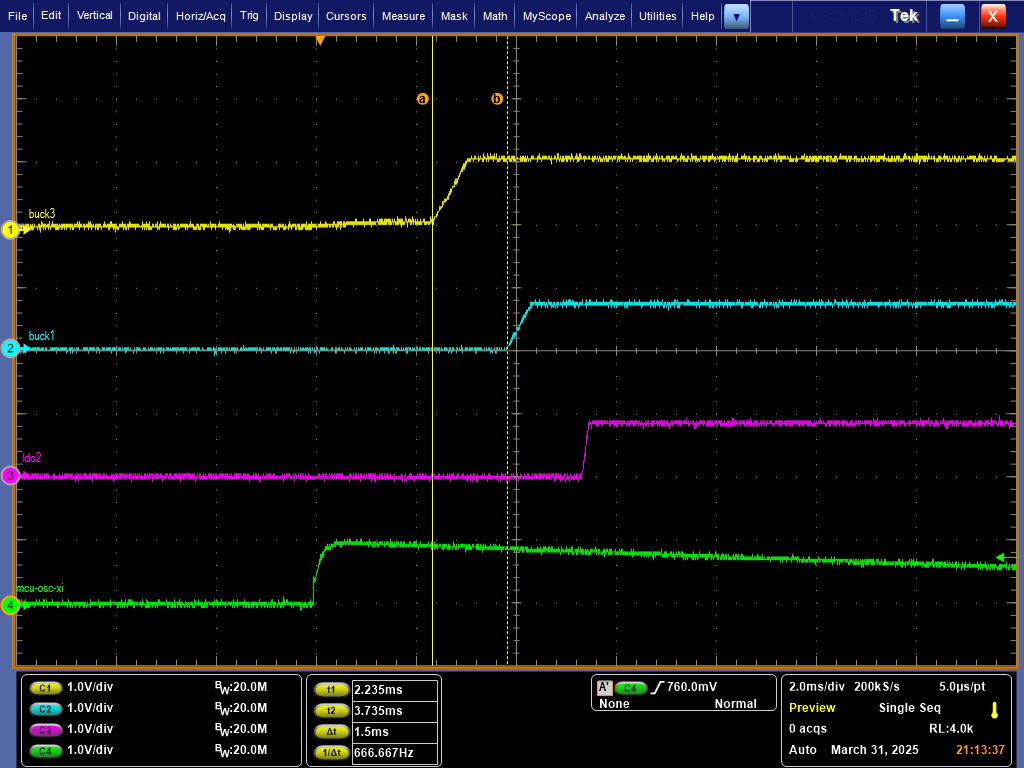 File Edit Vertical Digital Horiz/Acq Trig Display Cursors Measure Mask Math MyScope Analyze Utilities Help ▼ Tek X
a b
buck3
1
buck1
2
ldo2
3
mcu-osc-xi
4
C1 1.0V/div BW:20.0M
C2 1.0V/div BW:20.0M
C3 1.0V/div BW:20.0M
C4 1.0V/div BW:20.0M
t1 2.235ms
t2 3.735ms
Δt 1.5ms
1/Δt 666.667Hz
A' C4 760.0mV
None Normal
2.0ms/div 200kS/s 5.0µs/pt
Preview Single Seq
0 acqs RL:4.0k
Auto March 31, 2025 21:13:37